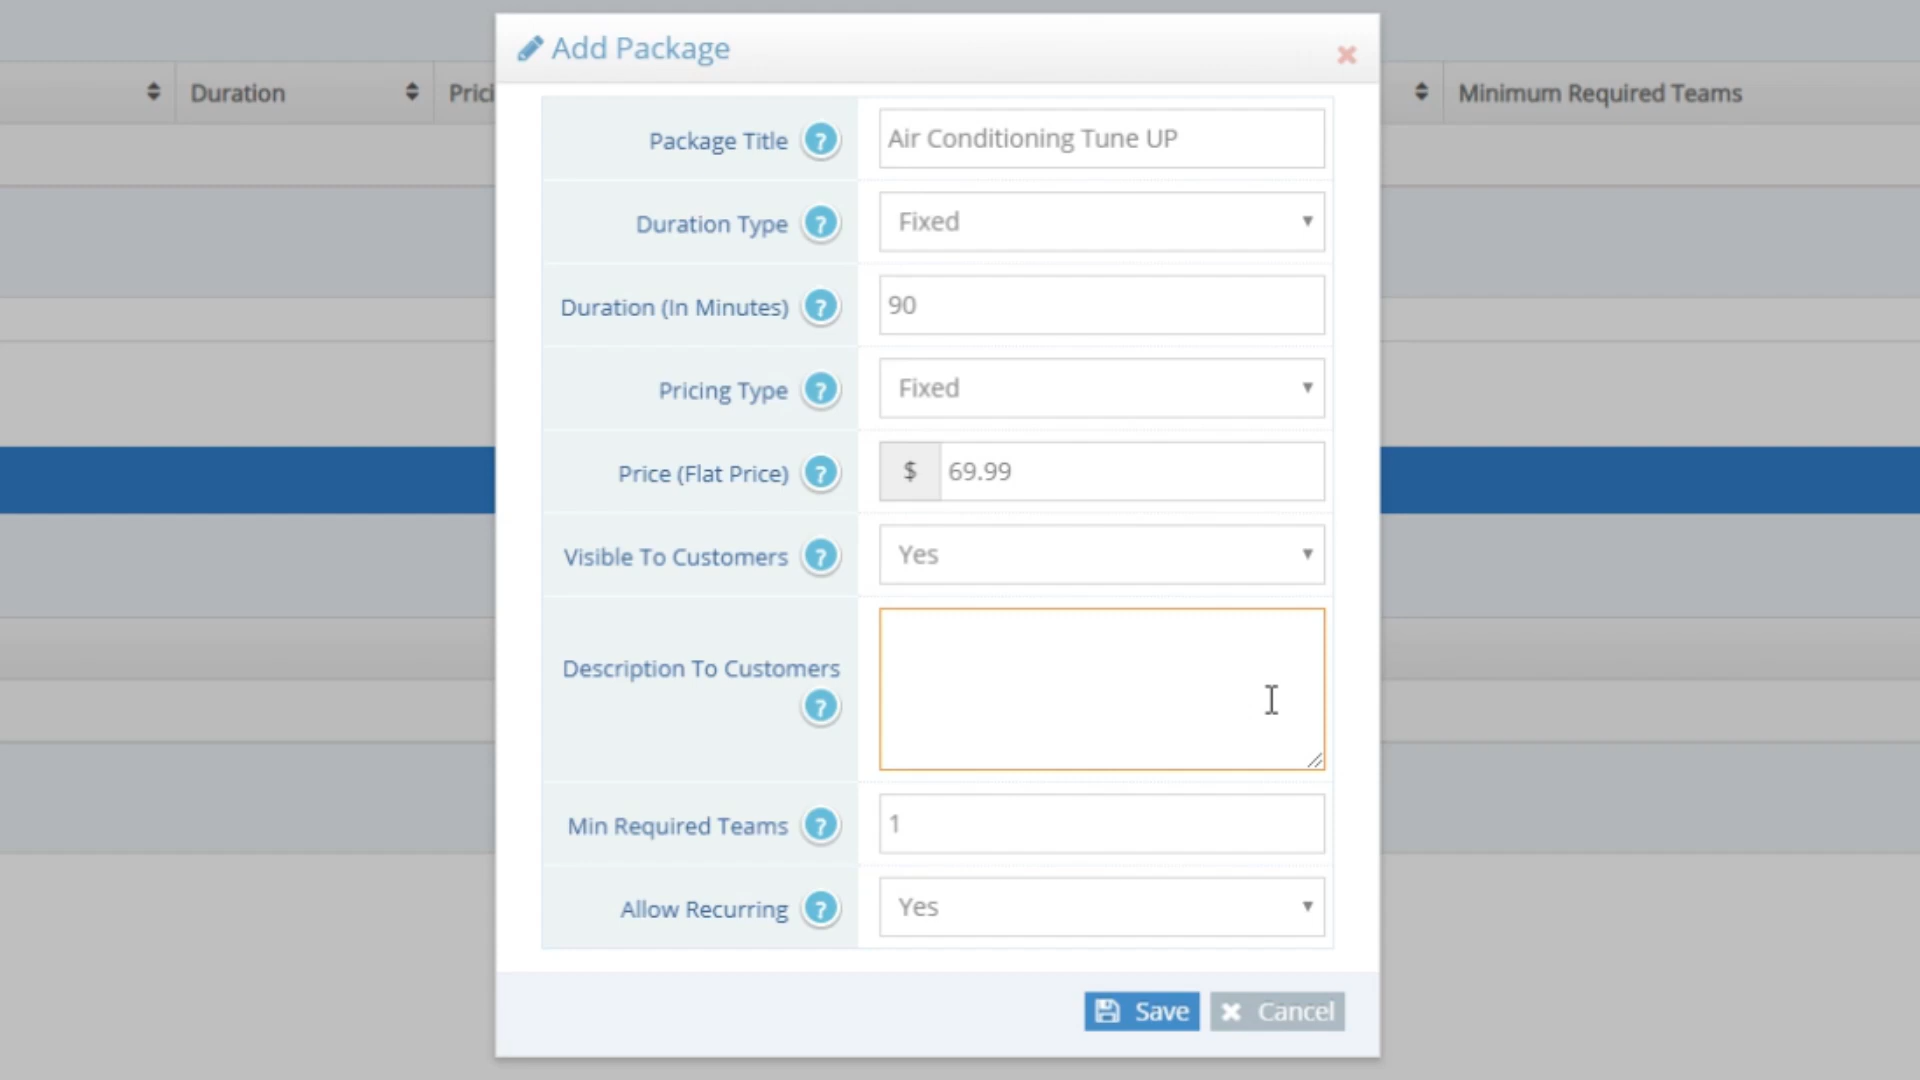 Add Package
Duration
Prici
Minimum Required Teams
Package Title ? Air Conditioning Tune UP
Duration Type ? Fixed
Duration (In Minutes) ? 90
Pricing Type ? Fixed
Price (Flat Price) ? $ 69.99
Visible To Customers ? Yes
Description To Customers
?
Min Required Teams ? 1
Allow Recurring ? Yes
Save Cancel